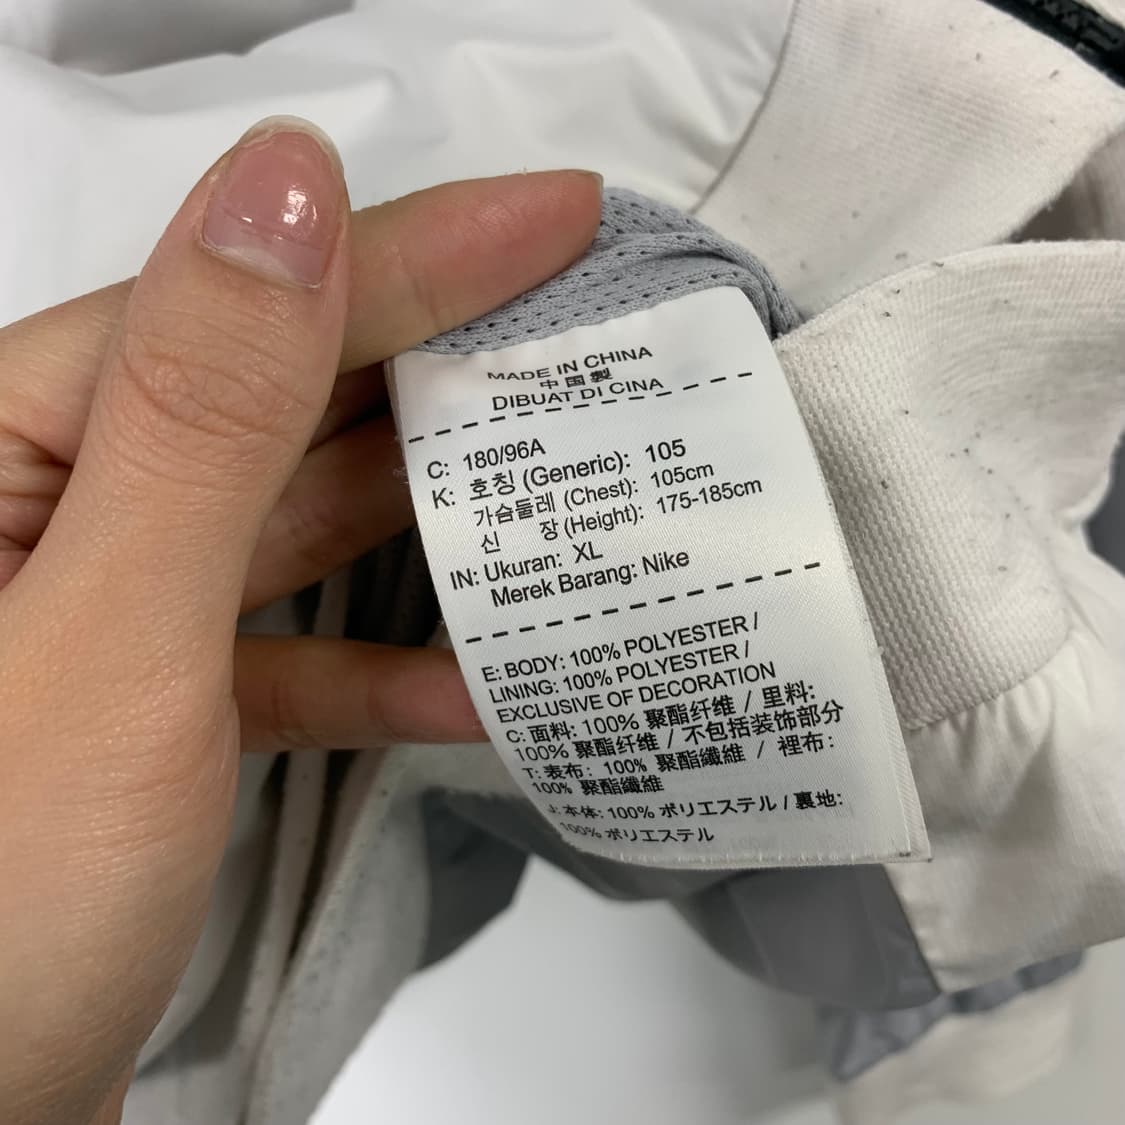 MADE IN CHINA
中国製
DIBUAT DI CINA
C: 180/96A
K: 호칭 (Generic): 105
가슴둘레 (Chest): 105cm
신 장 (Height): 175-185cm
IN: Ukuran: XL
Merek Barang: Nike
E: BODY: 100% POLYESTER /
LINING: 100% POLYESTER /
EXCLUSIVE OF DECORATION
C: 面料: 100% 聚酯纤维 / 里料:
100% 聚酯纤维 / 不包括装饰部分
T: 表布: 100% 聚酯纖維 / 裡布:
100% 聚酯纖維
J: 本体: 100% ポリエステル / 裏地:
100% ポリエステル